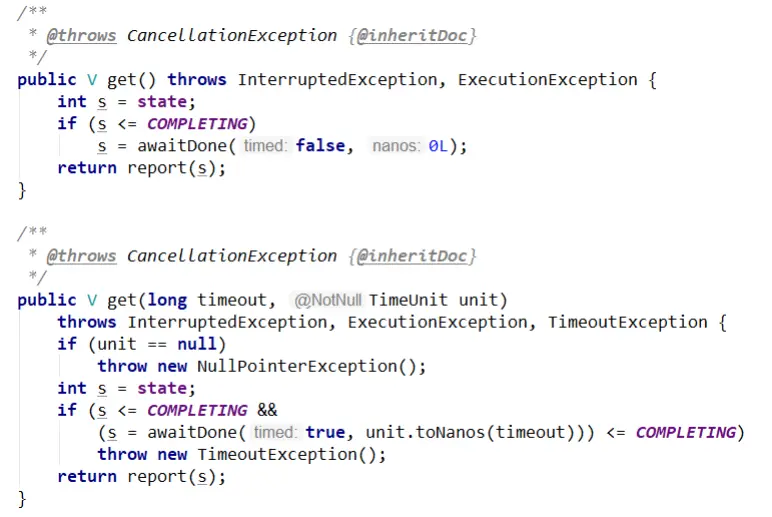 /**
 * @throws CancellationException {@inheritDoc}
 */
public V get() throws InterruptedException, ExecutionException {
    int s = state;
    if (s <= COMPLETING)
        s = awaitDone( timed: false, nanos: 0L);
    return report(s);
}

/**
 * @throws CancellationException {@inheritDoc}
 */
public V get(long timeout, @NotNull TimeUnit unit)
    throws InterruptedException, ExecutionException, TimeoutException {
    if (unit == null)
        throw new NullPointerException();
    int s = state;
    if (s <= COMPLETING &&
        (s = awaitDone( timed: true, unit.toNanos(timeout))) <= COMPLETING)
        throw new TimeoutException();
    return report(s);
}